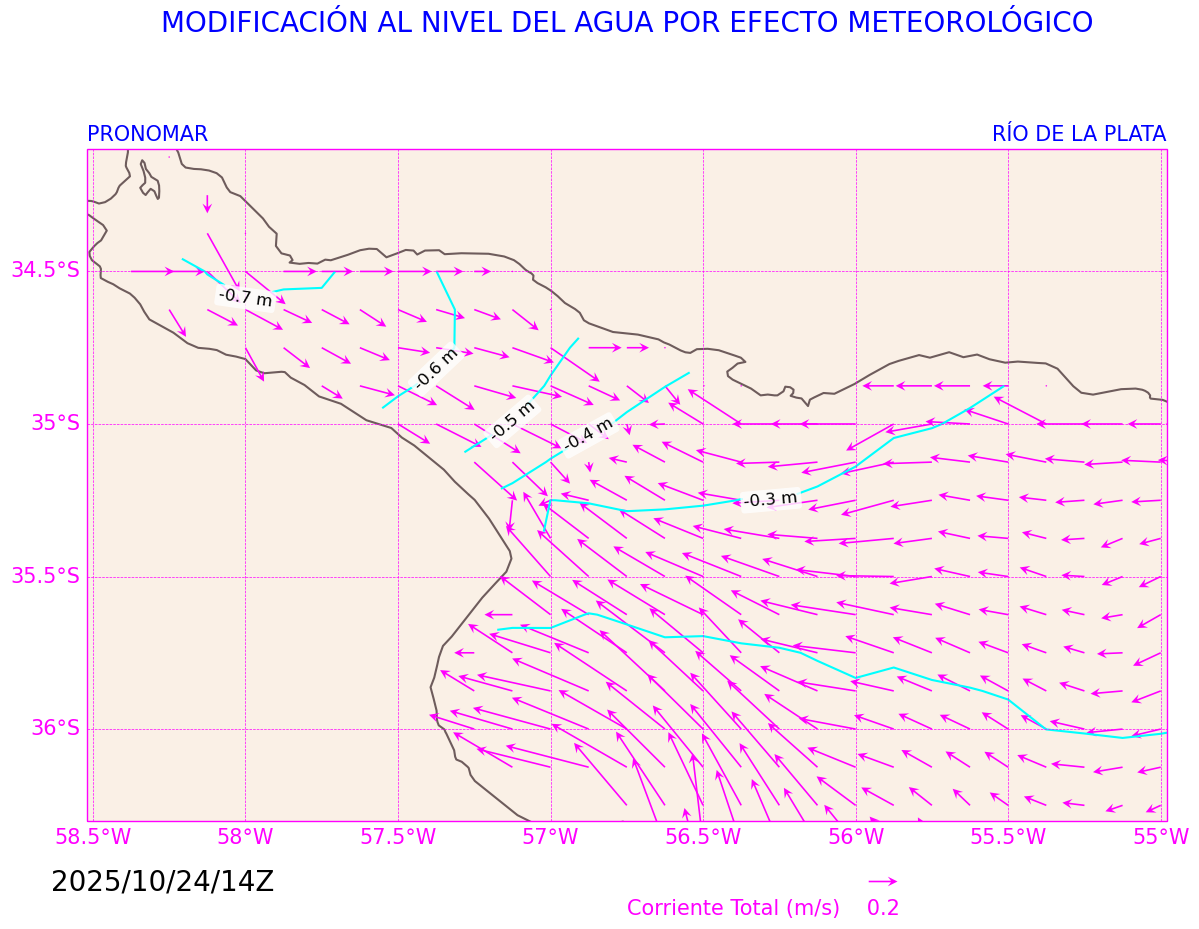 MODIFICACIÓN AL NIVEL DEL AGUA POR EFECTO METEOROLÓGICO
PRONOMAR
RÍO DE LA PLATA
34.5°S
-0.7 m
-0.6 m
-0.5 m
35°S
-0.4 m
-0.3 m
35.5°S
36°S
58.5°W 58°W 57.5°W 57°W 56.5°W 56°W 55.5°W 55°W
2025/10/24/14Z
Corriente Total (m/s) 0.2